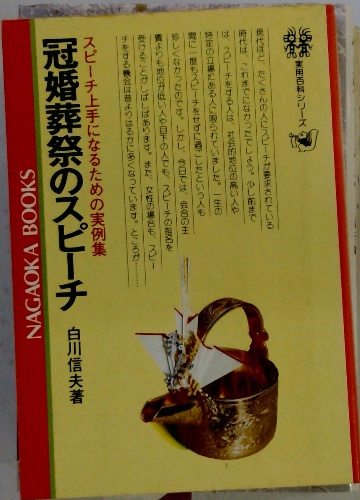 実用百科シリーズ
現代ほど、たくさんの人にスピーチが要求されている
時代は、これまでになかったでしょう。少し前まで
は、スピーチをする人は、社会的地位の高い人や
特定の立場にある人に限られていました。一生の
間に一度もスピーチをせずに過ごしたという人も
珍しくなかったのです。しかし、今日では、会合の主
賓よりも地位が低い人や目下の人でも、スピーチの指名を
受けることがしばしばあります。また、女性の場合も、スピー
チをする機会は昔よりはるかに多くなっています。ところが……
スピーチ上手になるための実例集
冠婚葬祭のスピーチ
白川信夫著
NAGAOKA BOOKS